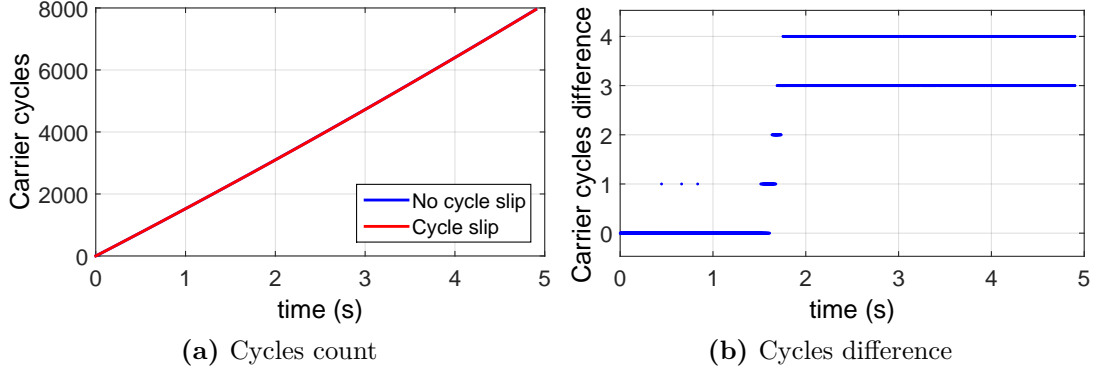 8000
6000
4000
2000
0
Carrier cycles
No cycle slip
Cycle slip
0 1 2 3 4 5
time (s)
(a) Cycles count
4
3
2
1
0
Carrier cycles difference
0 1 2 3 4 5
time (s)
(b) Cycles difference